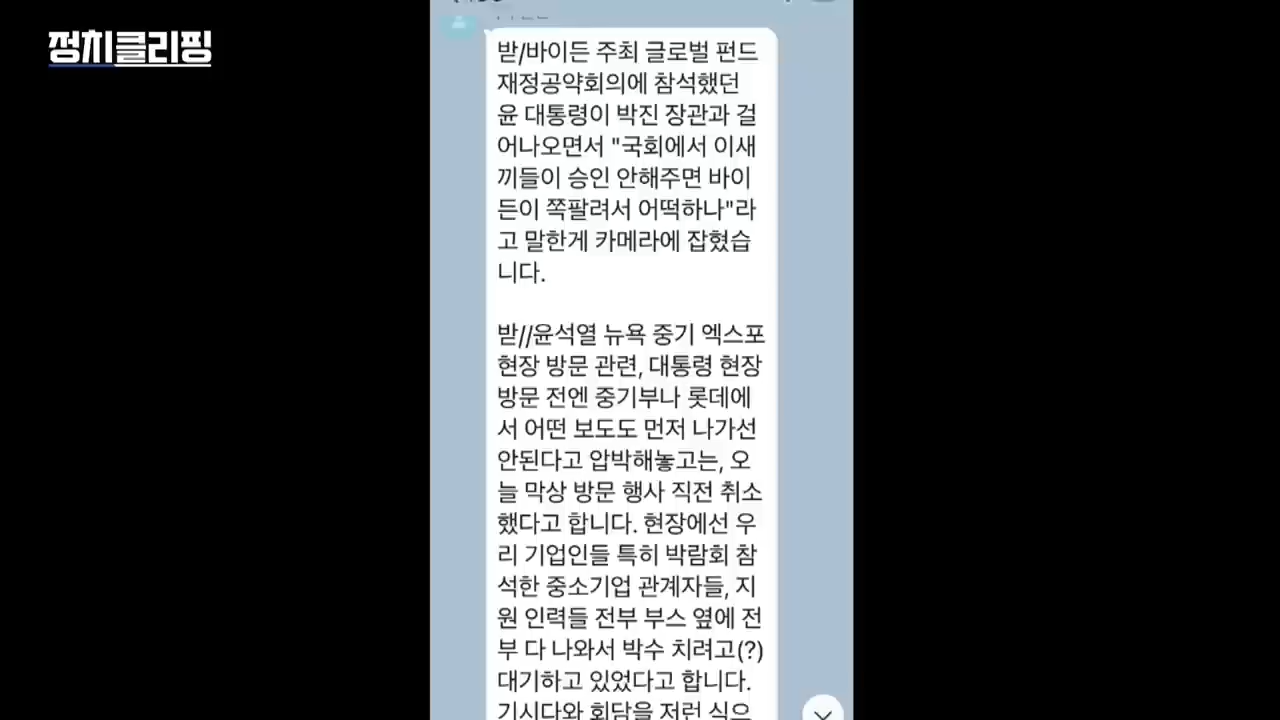 정치클리핑
받/바이든 주최 글로벌 펀드
재정공약회의에 참석했던
윤 대통령이 박진 장관과 걸
어나오면서 "국회에서 이새
끼들이 승인 안해주면 바이
든이 쪽팔려서 어떡하나"라
고 말한게 카메라에 잡혔습
니다.
받//윤석열 뉴욕 중기 엑스포
현장 방문 관련, 대통령 현장
방문 전엔 중기부나 롯데에
서 어떤 보도도 먼저 나가선
안된다고 압박해놓고는, 오
늘 막상 방문 행사 직전 취소
했다고 합니다. 현장에선 우
리 기업인들 특히 박람회 참
석한 중소기업 관계자들, 지
원 인력들 전부 부스 옆에 전
부 다 나와서 박수 치려고(?)
대기하고 있었다고 합니다.
기시다와 회담을 저런 식으